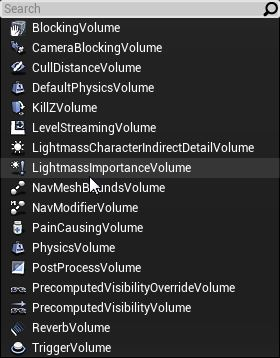 Search
BlockingVolume
CameraBlockingVolume
CullDistanceVolume
DefaultPhysicsVolume
KillZVolume
LevelStreamingVolume
LightmassCharacterIndirectDetailVolume
LightmassImportanceVolume
NavMeshBoundsVolume
NavModifierVolume
PainCausingVolume
PhysicsVolume
PostProcessVolume
PrecomputedVisibilityOverrideVolume
PrecomputedVisibilityVolume
ReverbVolume
TriggerVolume